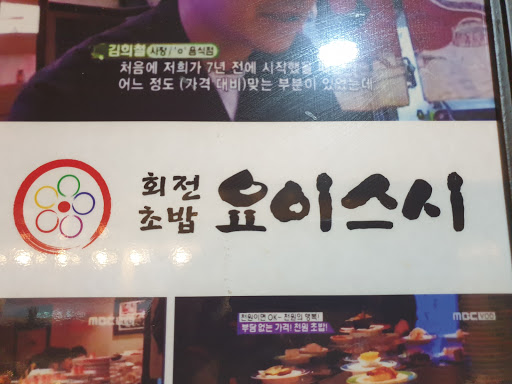 김희철 사장 / 'ㅇ' 음식점
처음에 저희가 7년 전에 시작했을
어느 정도 (가격 대비)맞는 부분이 있었는데
회전
초밥
요이스시
MBC
천원이면 OK~ 천원의 행복!
부담 없는 가격! 천원 초밥!
MBC